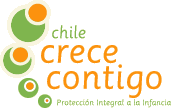 chile
crece
contigo
Protección Integral a la Infancia